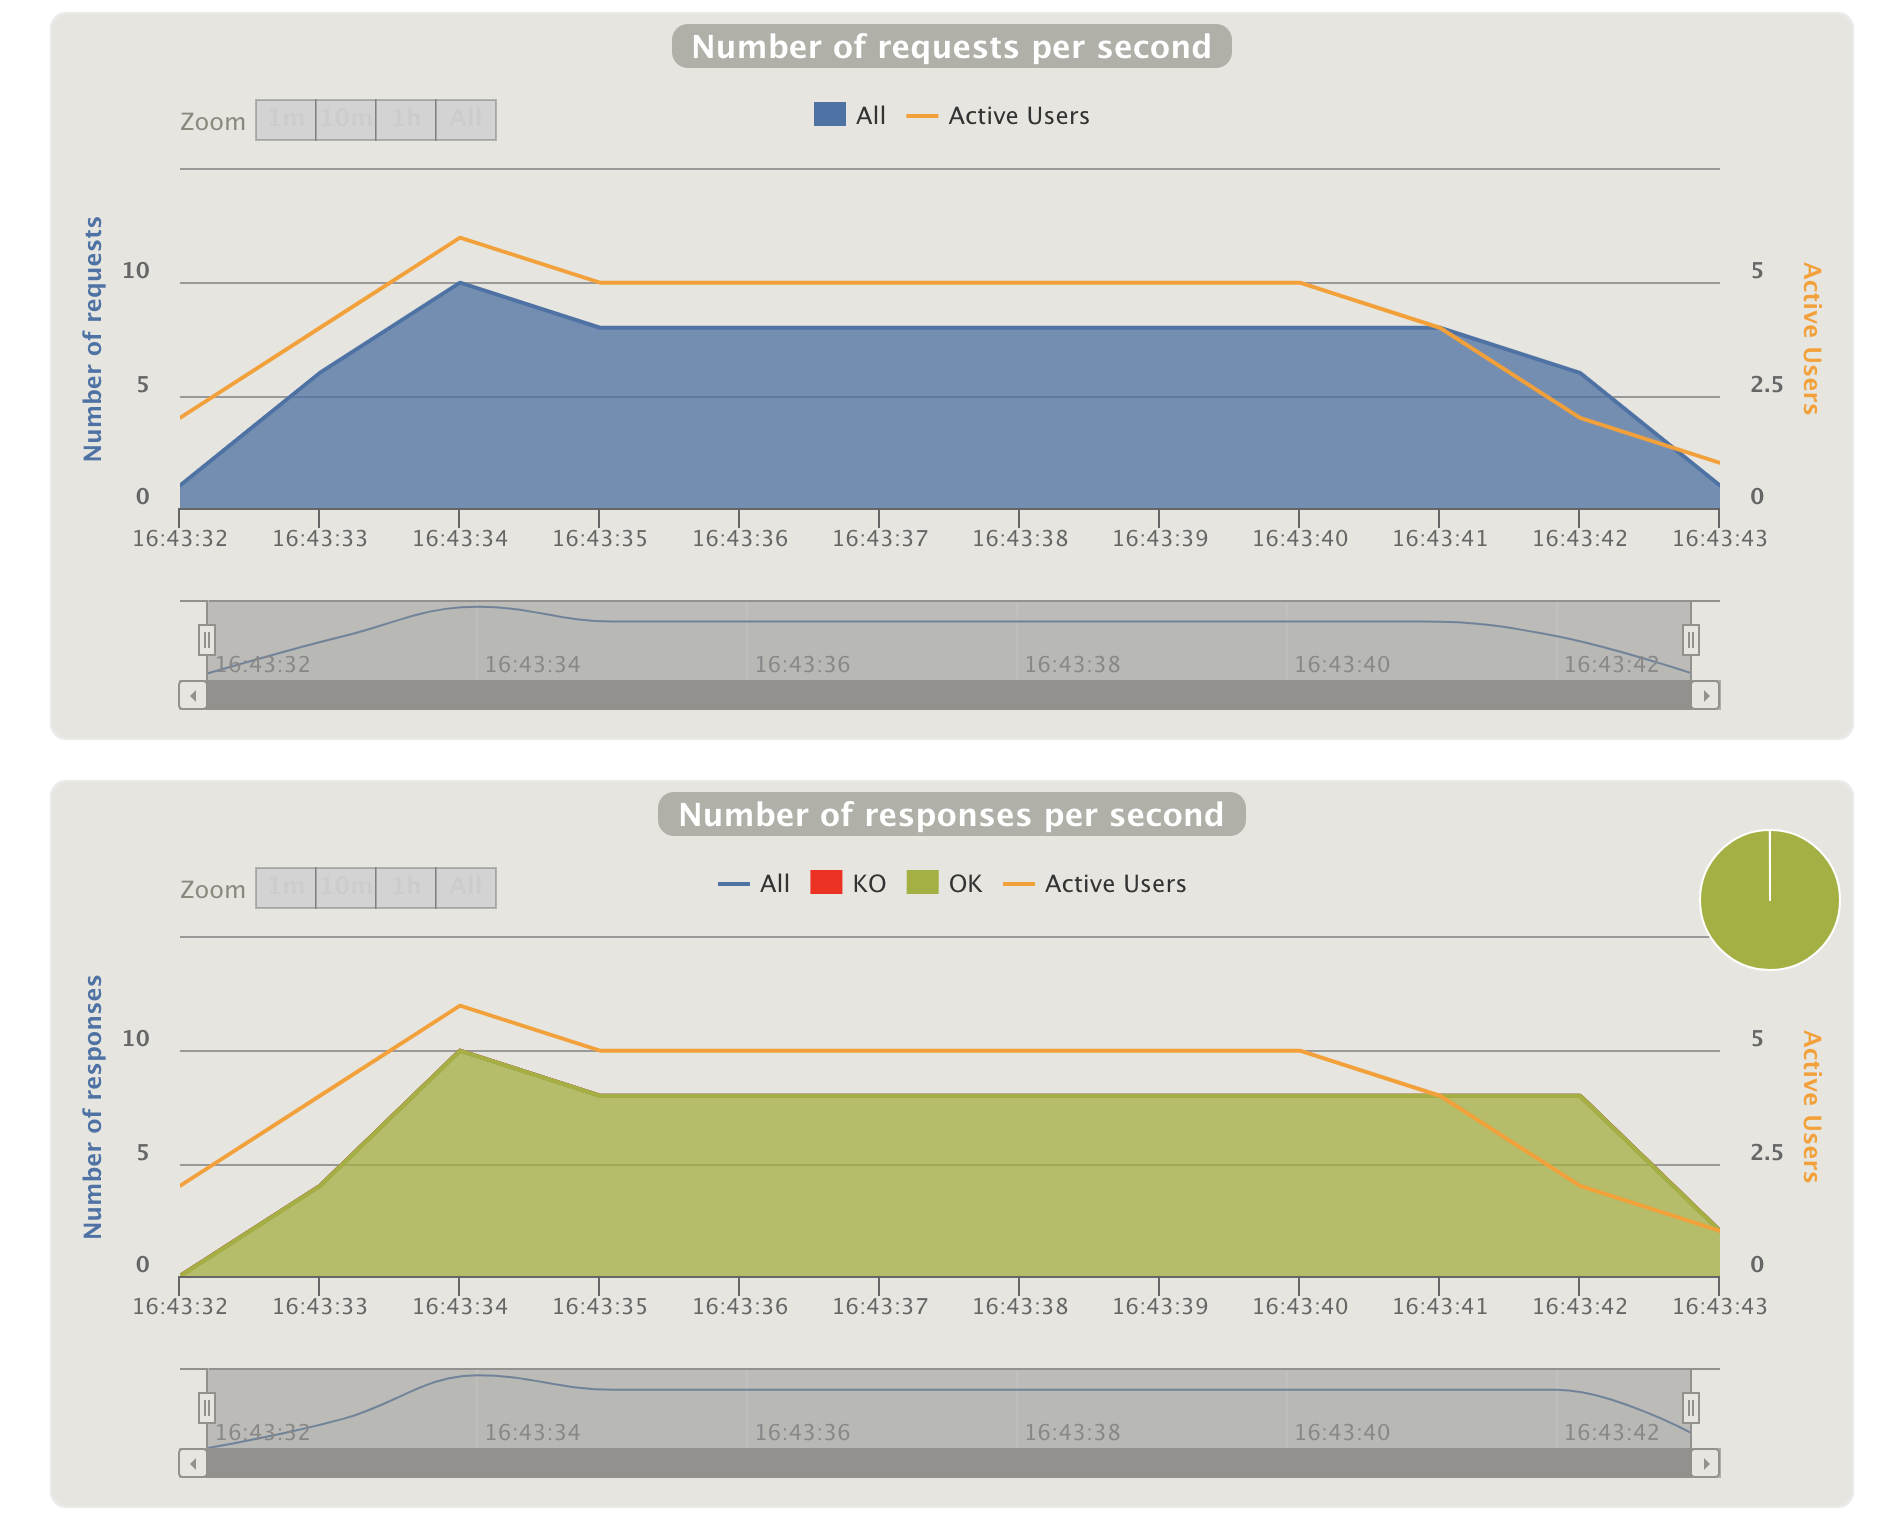 Number of requests per second
Zoom 1m 10m 1h All
All Active Users
Number of requests
10
5
0
5
2.5
0
Active Users
16:43:32 16:43:33 16:43:34 16:43:35 16:43:36 16:43:37 16:43:38 16:43:39 16:43:40 16:43:41 16:43:42 16:43:43
16:43:32 16:43:34 16:43:36 16:43:38 16:43:40 16:43:42
Number of responses per second
Zoom 1m 10m 1h All
All KO OK Active Users
Number of responses
10
5
0
5
2.5
0
Active Users
16:43:32 16:43:33 16:43:34 16:43:35 16:43:36 16:43:37 16:43:38 16:43:39 16:43:40 16:43:41 16:43:42 16:43:43
16:43:32 16:43:34 16:43:36 16:43:38 16:43:40 16:43:42